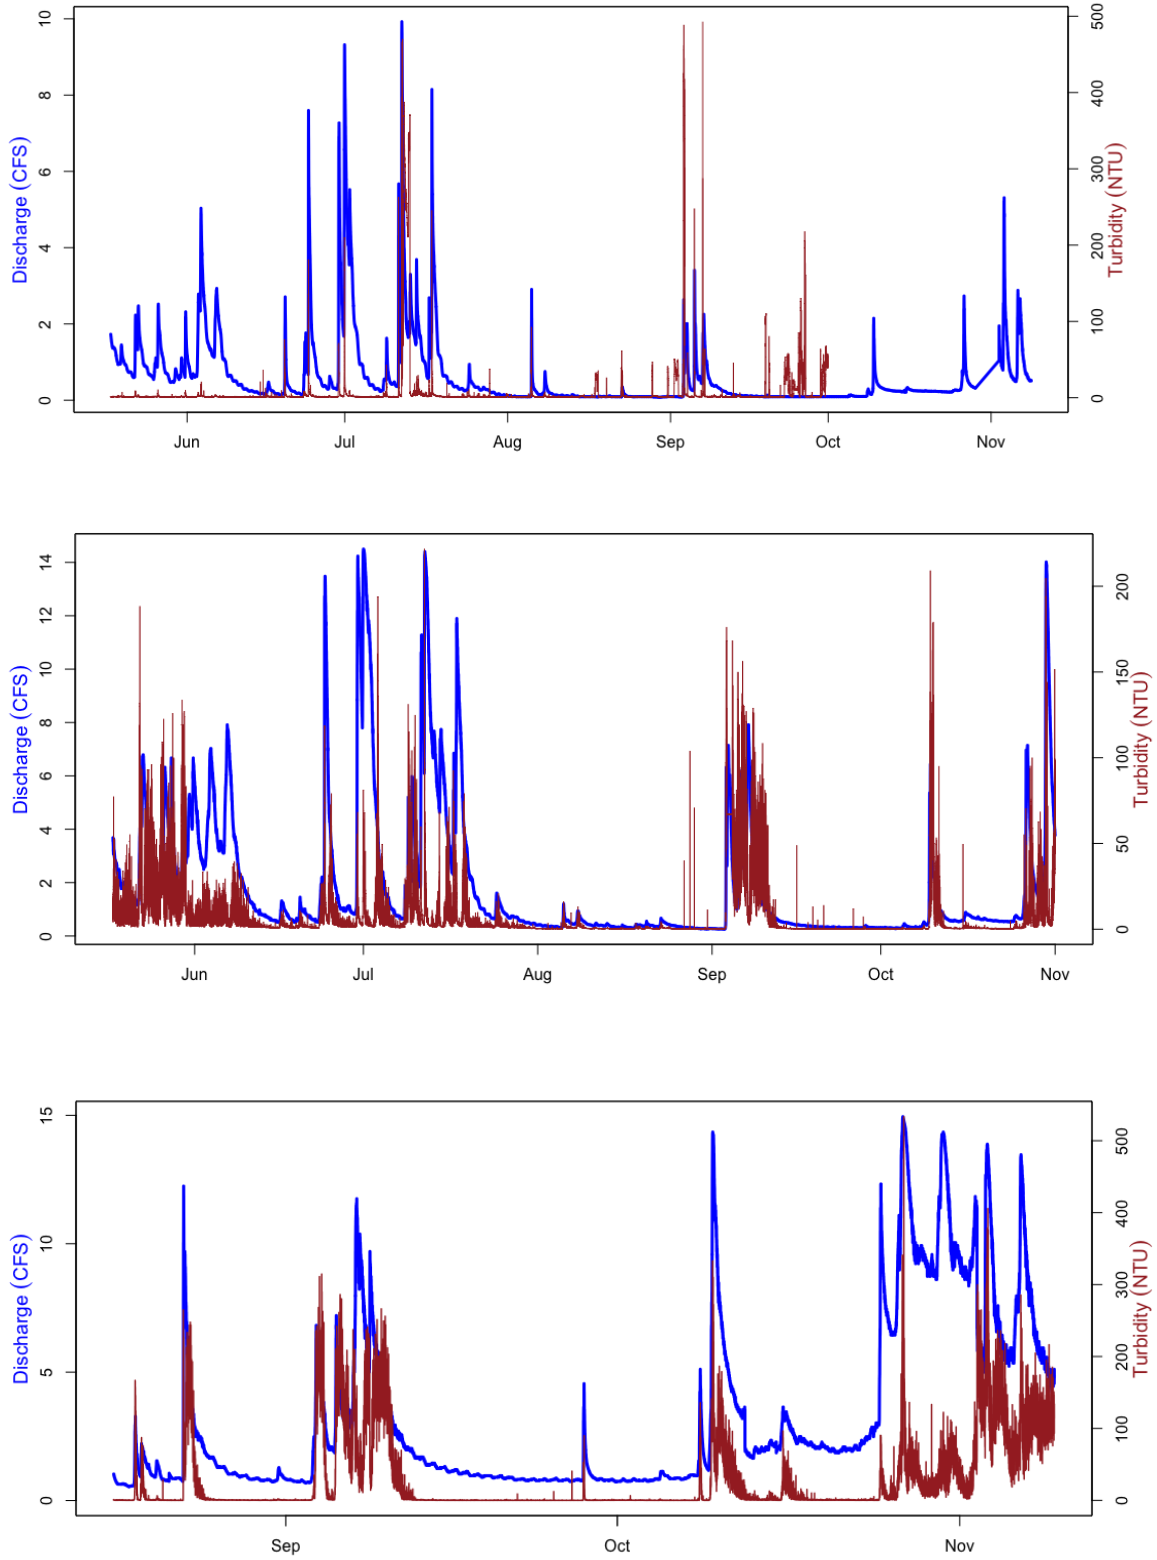 Discharge (CFS)
0 2 4 6 8 10
Turbidity (NTU)
0 100 200 300 400 500
Jun Jul Aug Sep Oct Nov
Discharge (CFS)
0 2 4 6 8 10 12 14
Turbidity (NTU)
0 50 100 150 200
Jun Jul Aug Sep Oct Nov
Discharge (CFS)
0 5 10 15
Turbidity (NTU)
0 100 200 300 400 500
Sep Oct Nov